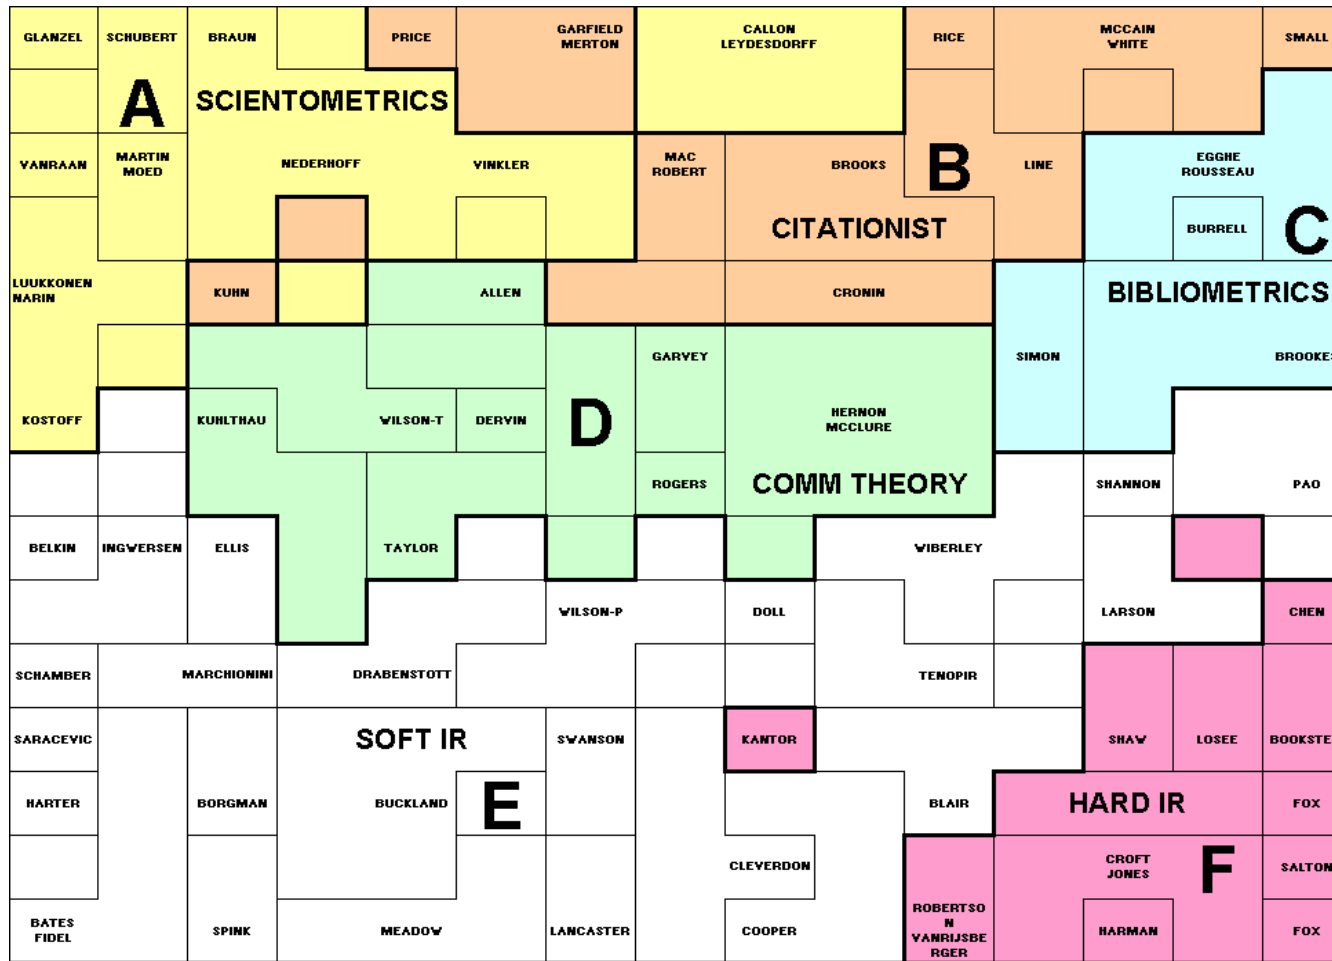 GLANZEL SCHUBERT BRAUN PRICE GARFIELD CALLON RICE MCCAIN SMALL
MERTON LEYDESDORFF WHITE
A SCIENTOMETRICS
VANRAAN MARTIN NEDERHOFF VINKLER MAC BROOKS B LINE EGGHE
MOED ROBERT ROUSSEAU
CITATIONIST BURRELL C
LUUKKONEN KUHN ALLEN CRONIN BIBLIOMETRICS
NARIN
GARVEY SIMON BROOKES
KOSTOFF KUHLTHAU WILSON-T DERVIN D HERNON
MCCLURE
ROGERS COMM THEORY SHANNON PAO
BELKIN INGWERSEN ELLIS TAYLOR WIBERLEY
WILSON-P DOLL LARSON CHEN
SCHAMBER MARCHIONINI DRABENSTOTT TENOPIR
SARACEVIC SOFT IR SWANSON KANTOR SHAW LOSEE BOOKSTE
HARTER BORGMAN BUCKLAND E BLAIR HARD IR FOX
CLEVERDON CROFT F SALTON
JONES
BATES SPINK MEADOW LANCASTER COOPER ROBERTSO HARMAN FOX
FIDEL N
VANRIJSBE
RGER